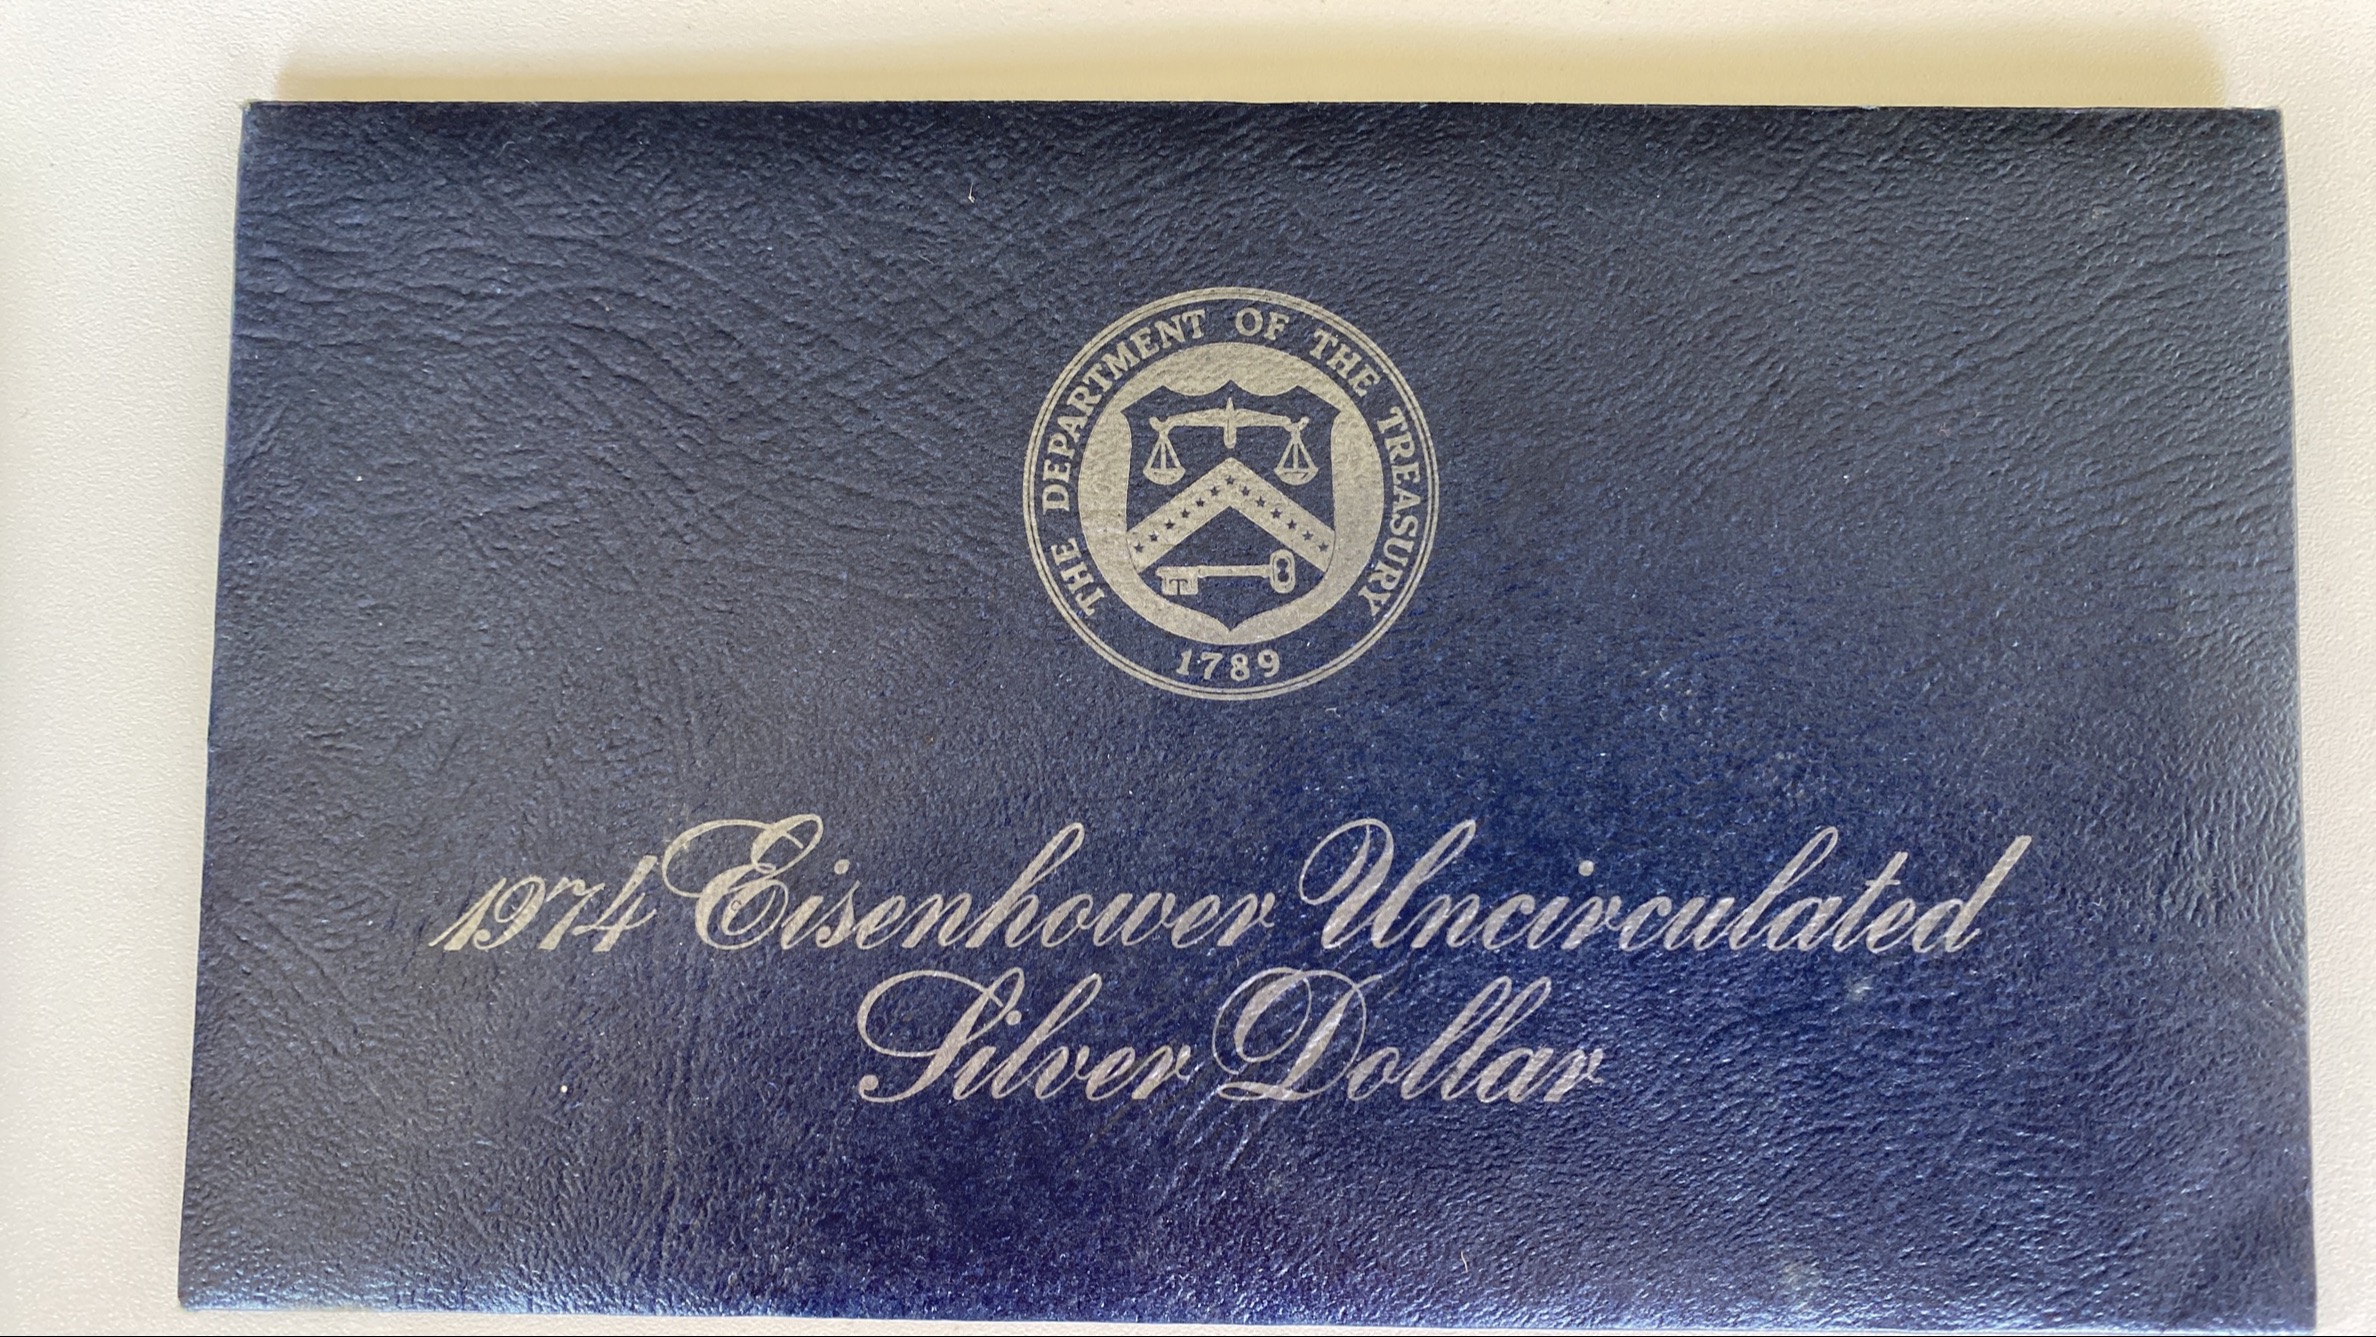 THE DEPARTMENT OF THE TREASURY
1789
1974 Eisenhower Uncirculated
Silver Dollar